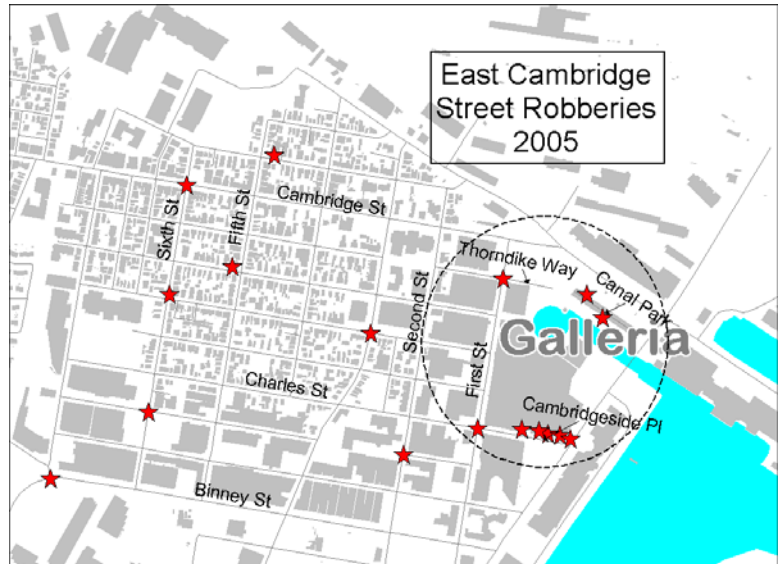 East Cambridge
Street Robberies
2005
Cambridge St
Sixth St
Fifth St
Thorndike Way
Canal Park
Second St
Galleria
First St
Charles St
Cambridgeside Pl
Binney St